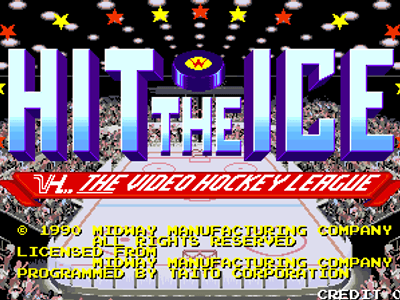 HIT THE ICE
VHL THE VIDEO HOCKEY LEAGUE
© 1990 MIDWAY MANUFACTURING COMPANY
ALL RIGHTS RESERVED
LICENSED FROM
MIDWAY MANUFACTURING COMPANY
PROGRAMMED BY TAITO CORPORATION
CREDIT 0